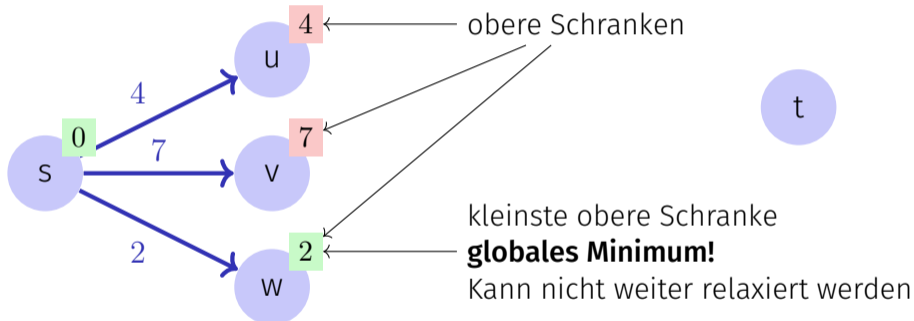 4
obere Schranken
u
4
t
0
7
7
s
v
kleinste obere Schranke
2
2
globales Minimum!
w
Kann nicht weiter relaxiert werden